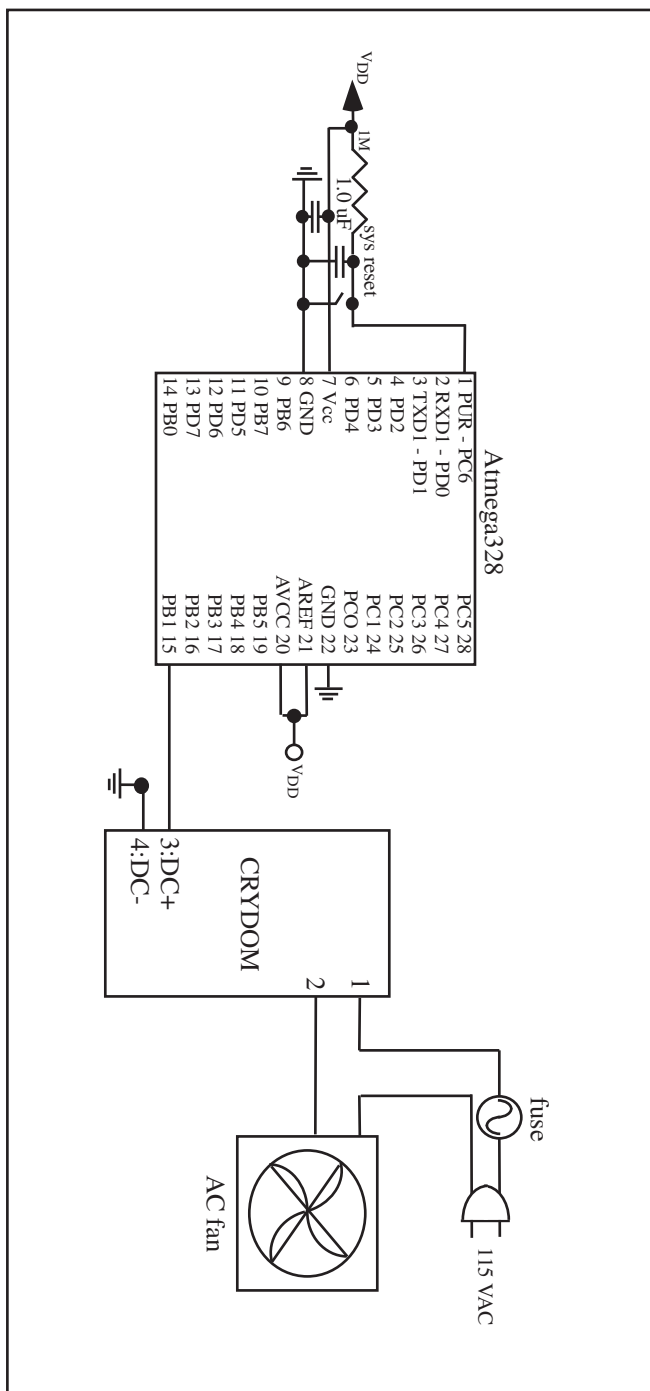 VDD
1M
1.0 uF
sys reset
Atmega328
1 PUR - PC6
2 RXD1 - PD0
3 TXD1 - PD1
4 PD2
5 PD3
6 PD4
7 Vcc
8 GND
9 PB6
10 PB7
11 PD5
12 PD6
13 PD7
14 PB0
PC5 28
PC4 27
PC3 26
PC2 25
PC1 24
PCO 23
GND 22
AREF 21
AVCC 20
PB5 19
PB4 18
PB3 17
PB2 16
PB1 15
VDD
CRYDOM
3:DC+
4:DC-
1
2
fuse
115 VAC
AC fan